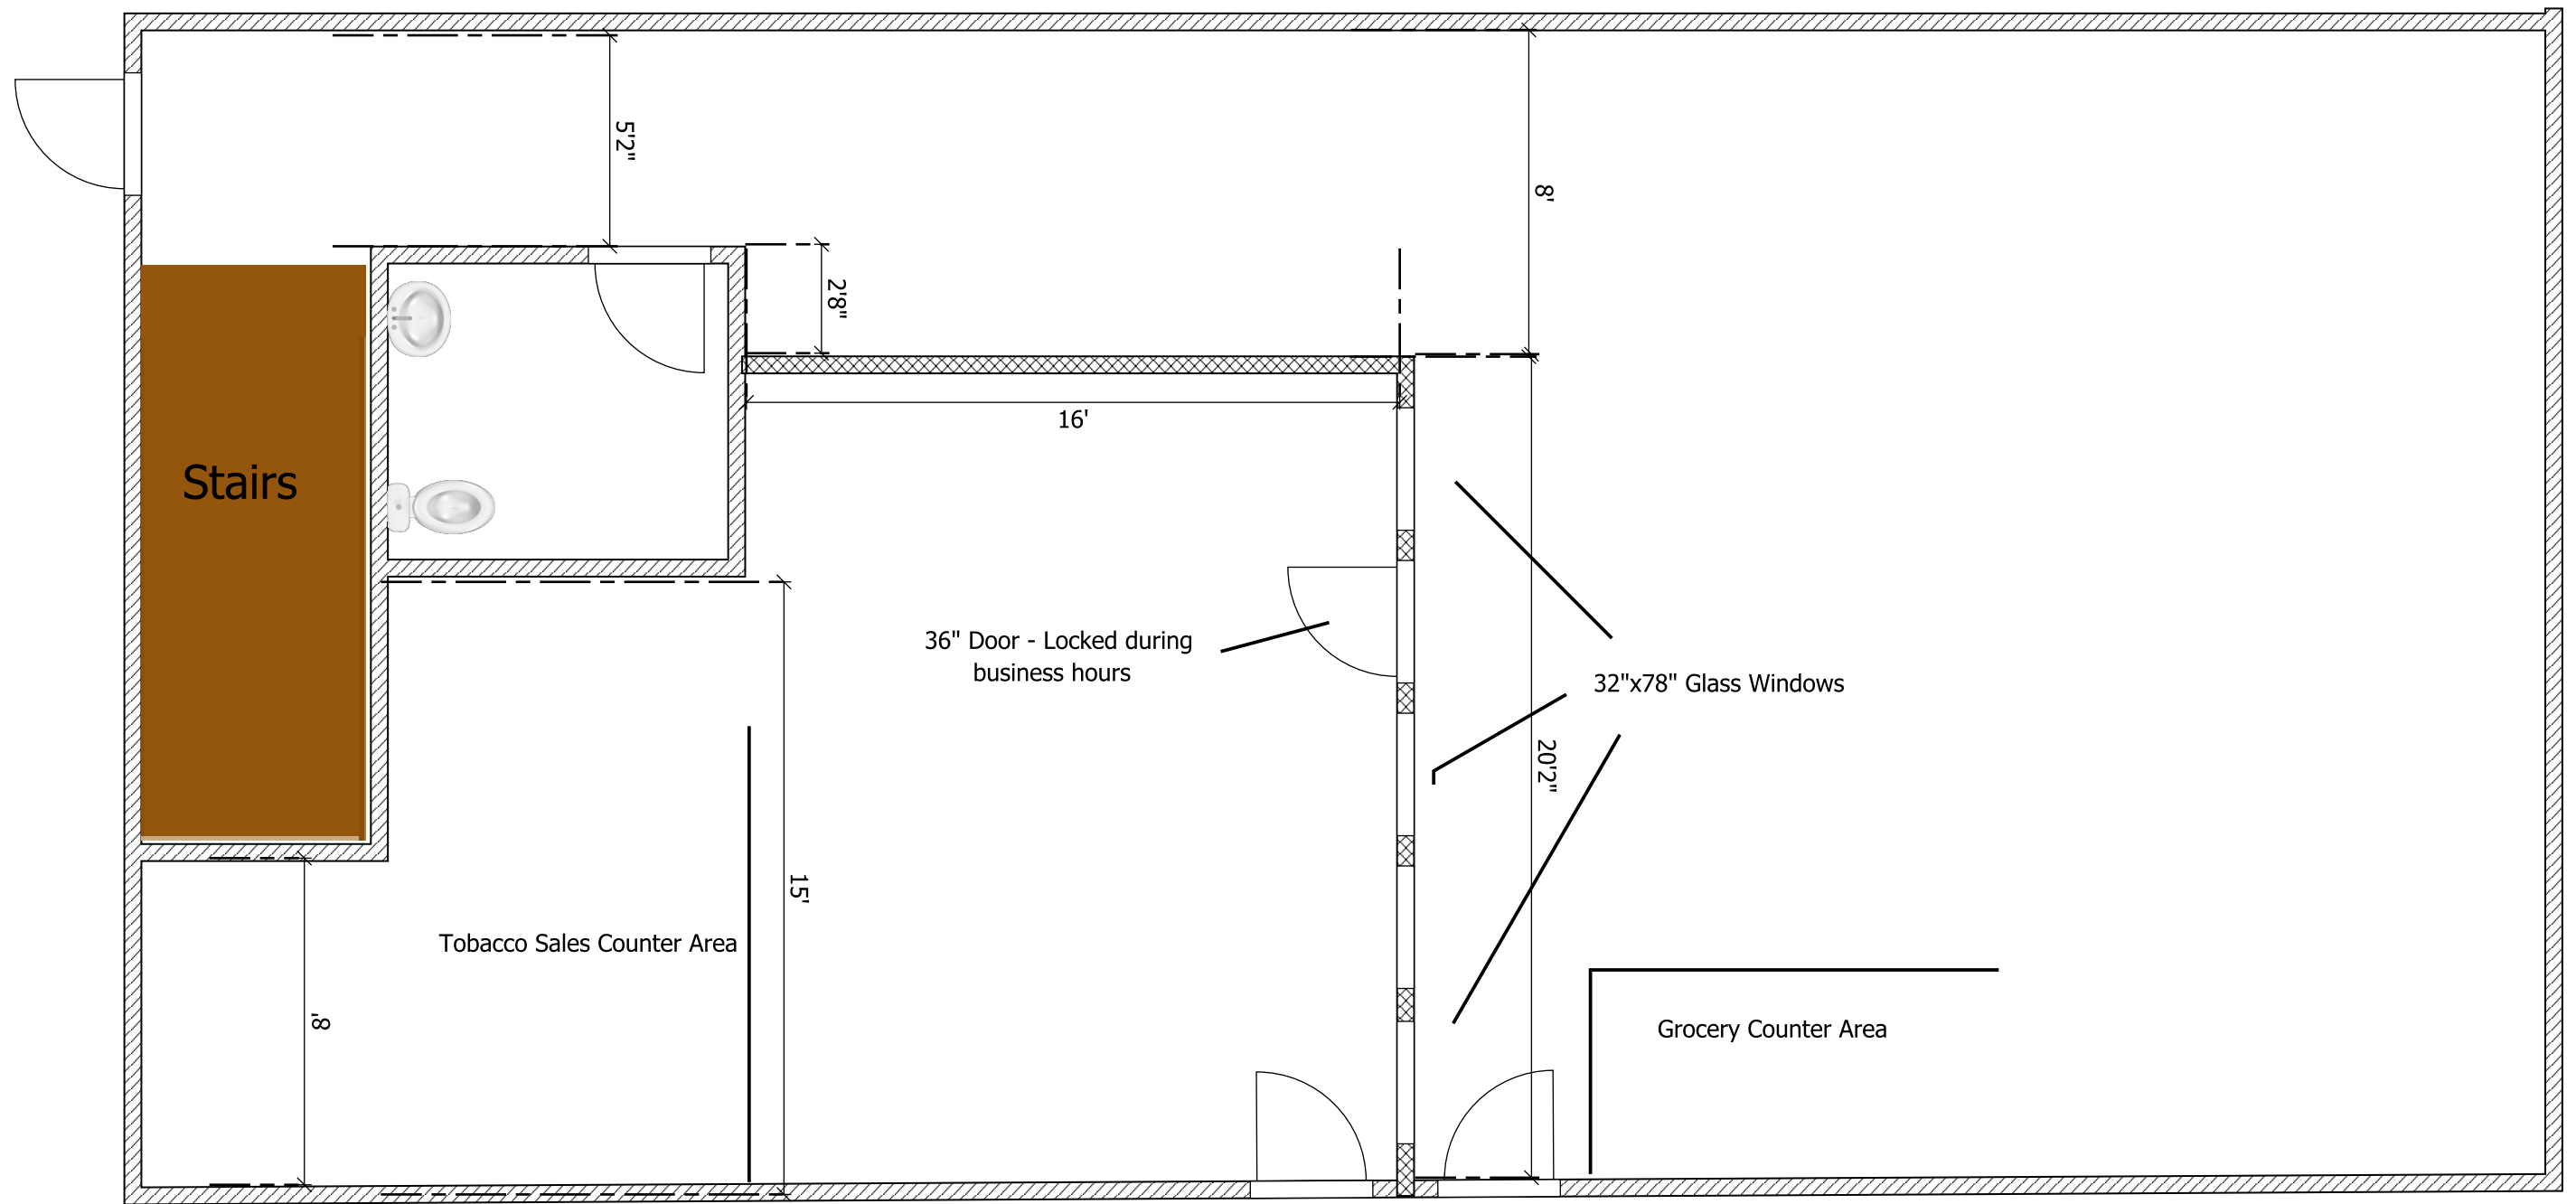 5'2"
8'
2'8"
16'
Stairs
36" Door - Locked during
business hours
32"x78" Glass Windows
20'2"
15'
Tobacco Sales Counter Area
8'
Grocery Counter Area